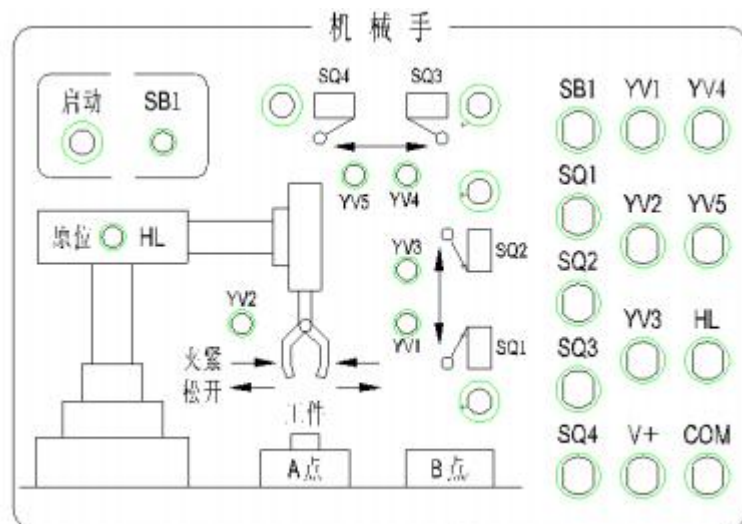 机械手
SQ4 SQ3
启动 SB1
SB1 YV1 YV4
YV5 YV4
SQ1
YV2 YV5
原位 HL
YV3
SQ2
SQ2
YV2
YV3 HL
YV1
SQ1
SQ3
火紧
松开
工件
SQ4 V+ COM
A点 B点